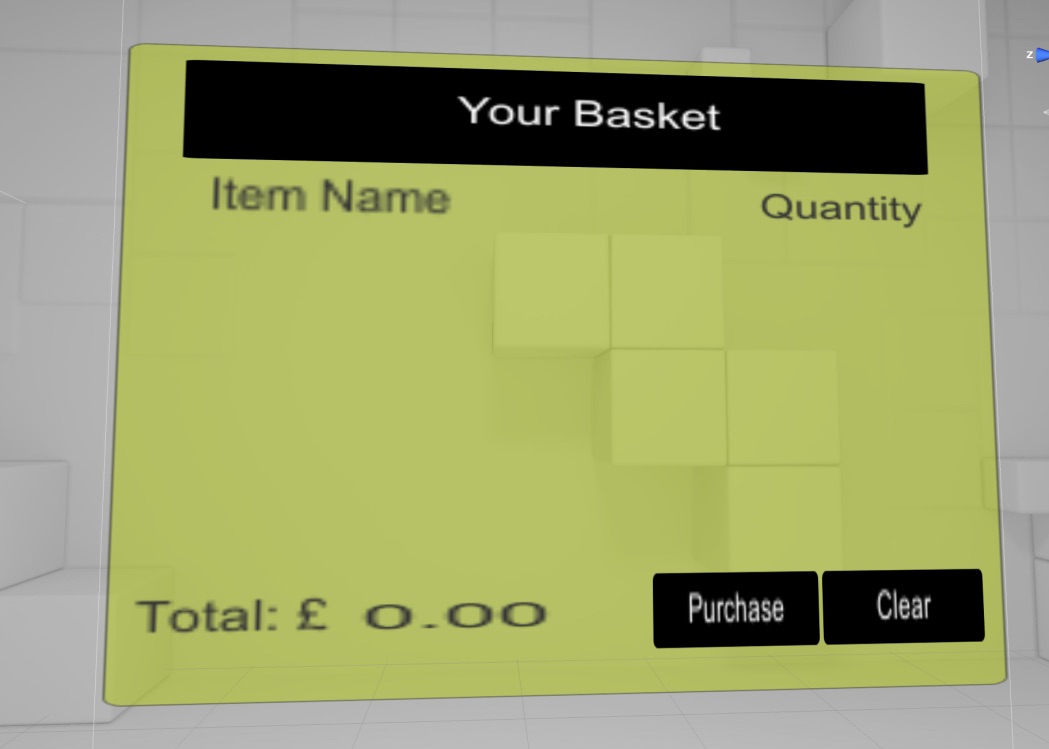 Your Basket
Item Name Quantity
Total: £ 0.00
Purchase Clear
z